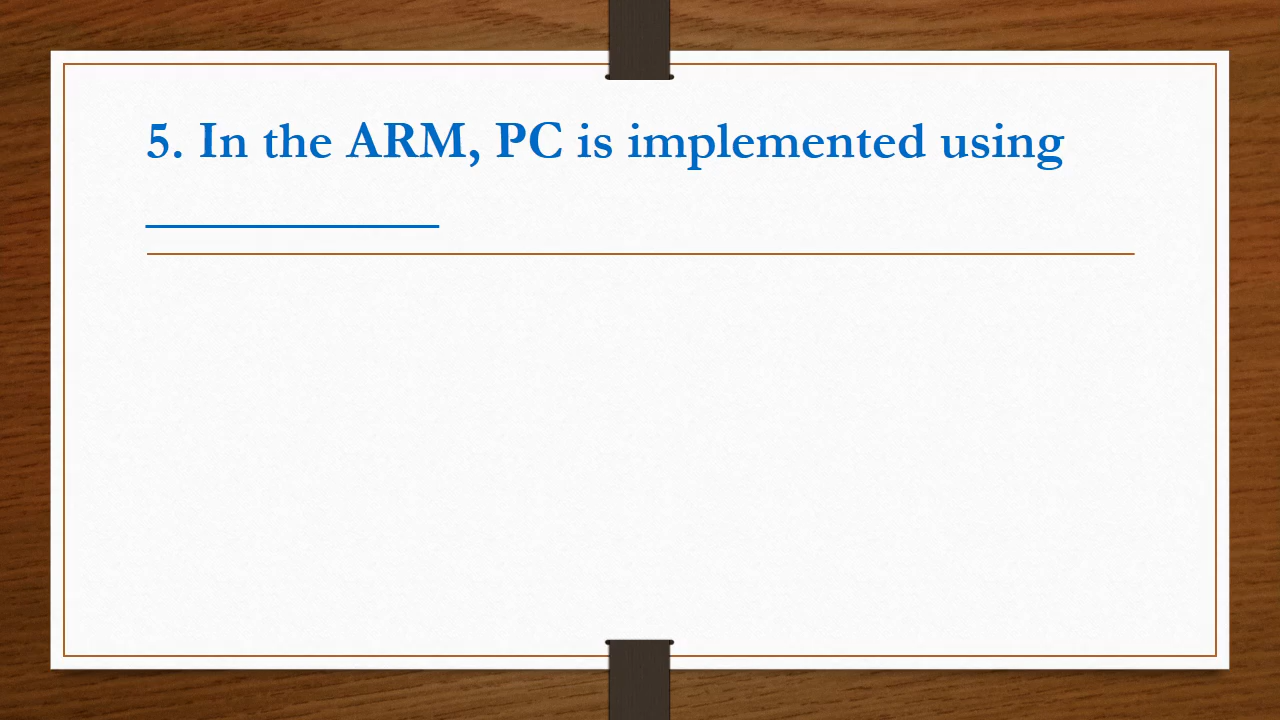 5. In the ARM, PC is implemented using
___________